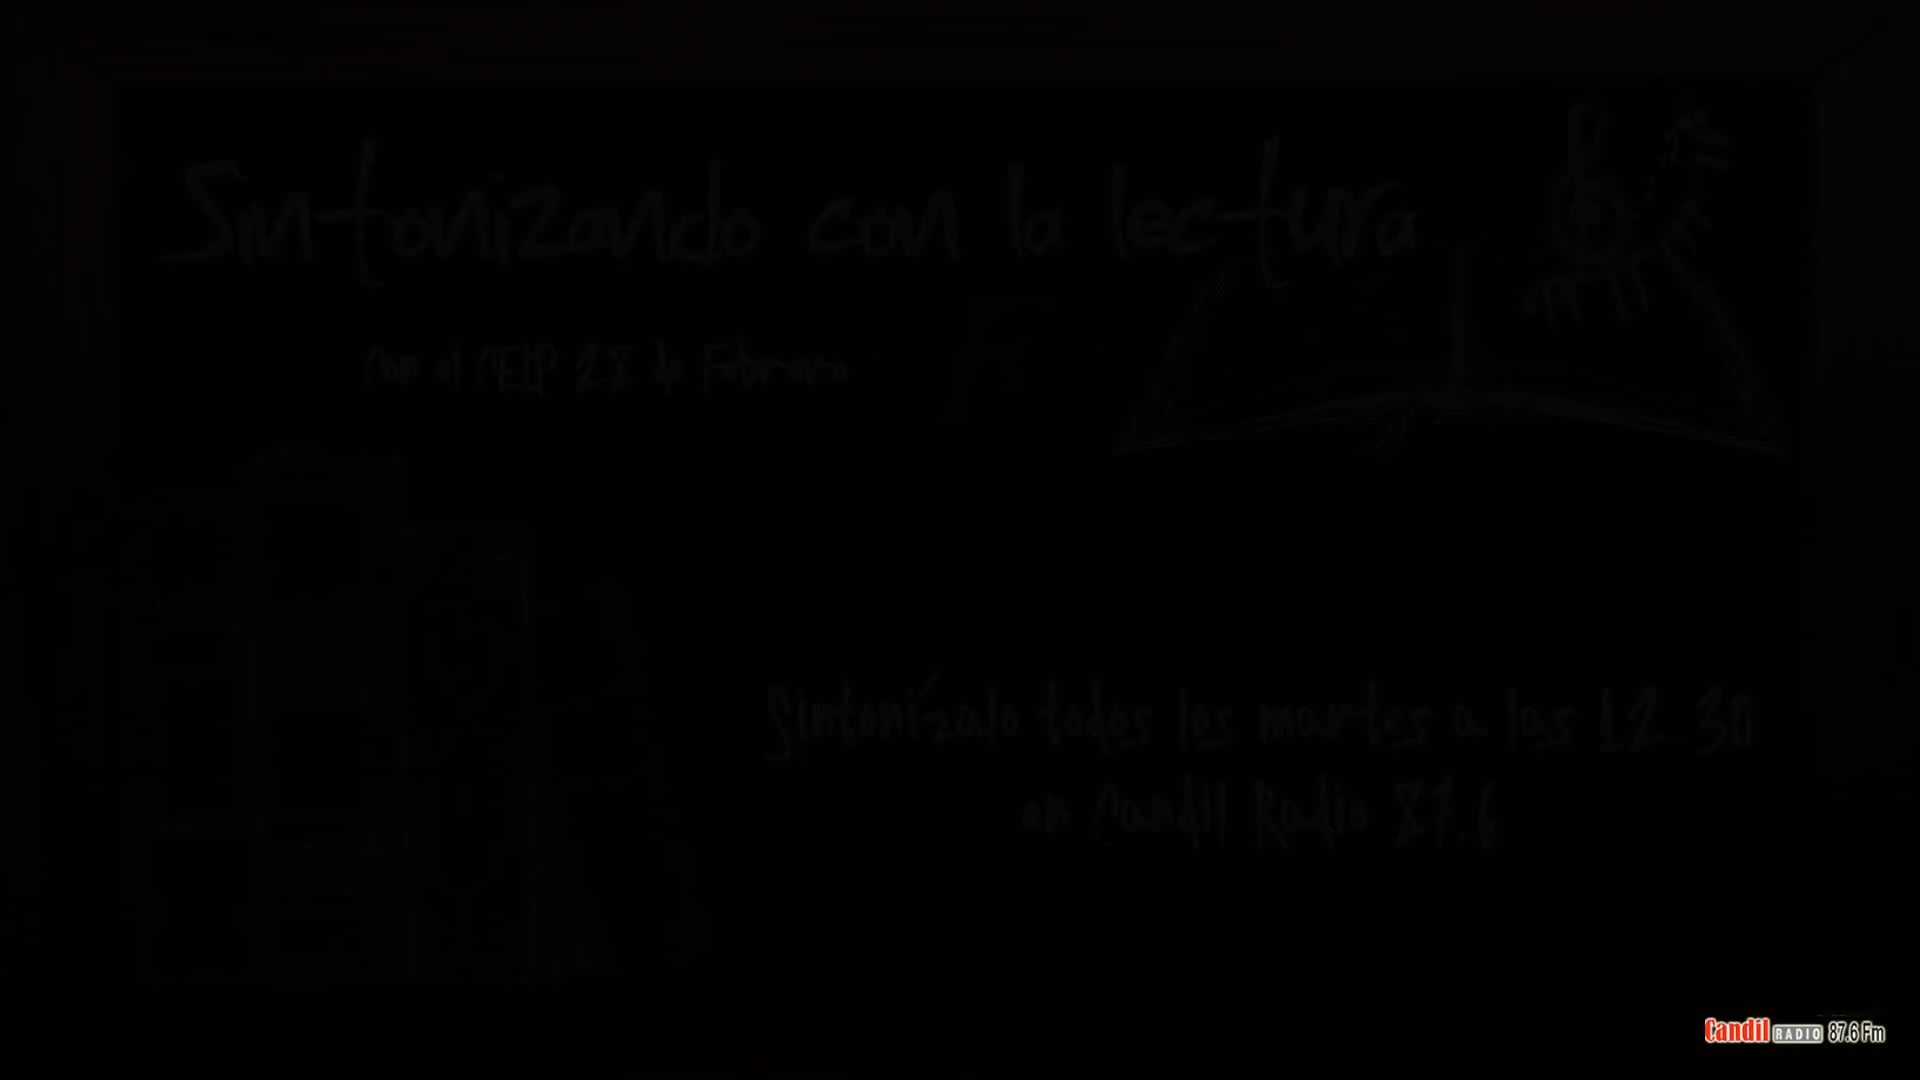 Sintonizando con la lectura
con el CEIP 28 de Febrero
Sintonízalo todos los martes a las 12:30
en Candil Radio 87.6
Candil RADIO 87.6 Fm